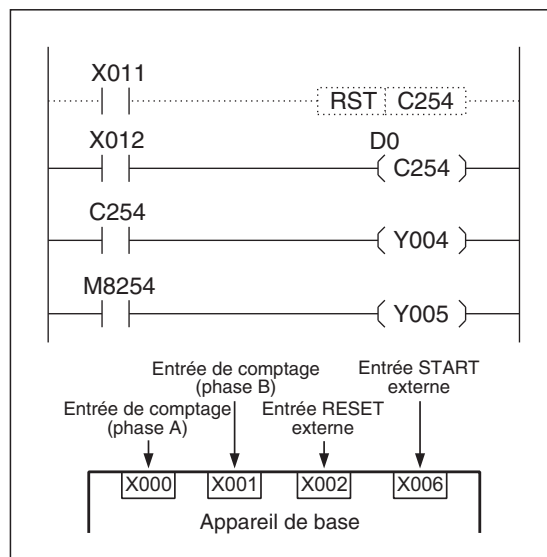 X011
RST C254
X012 D0
C254
C254
Y004
M8254
Y005
Entrée de comptage
(phase B)
Entrée START
externe
Entrée de comptage
(phase A)
Entrée RESET
externe
X000 X001 X002 X006
Appareil de base